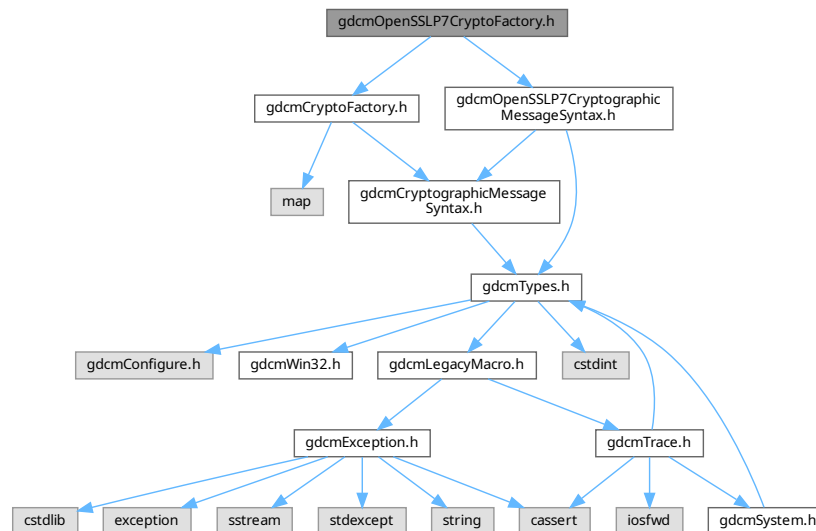 gdcmOpenSSLP7CryptoFactory.h
gdcmCryptoFactory.h
gdcmOpenSSLP7Cryptographic
MessageSyntax.h
map
gdcmCryptographicMessage
Syntax.h
gdcmTypes.h
gdcmConfigure.h
gdcmWin32.h
gdcmLegacyMacro.h
cstdint
gdcmException.h
gdcmTrace.h
cstdlib
exception
sstream
stdexcept
string
cassert
iosfwd
gdcmSystem.h